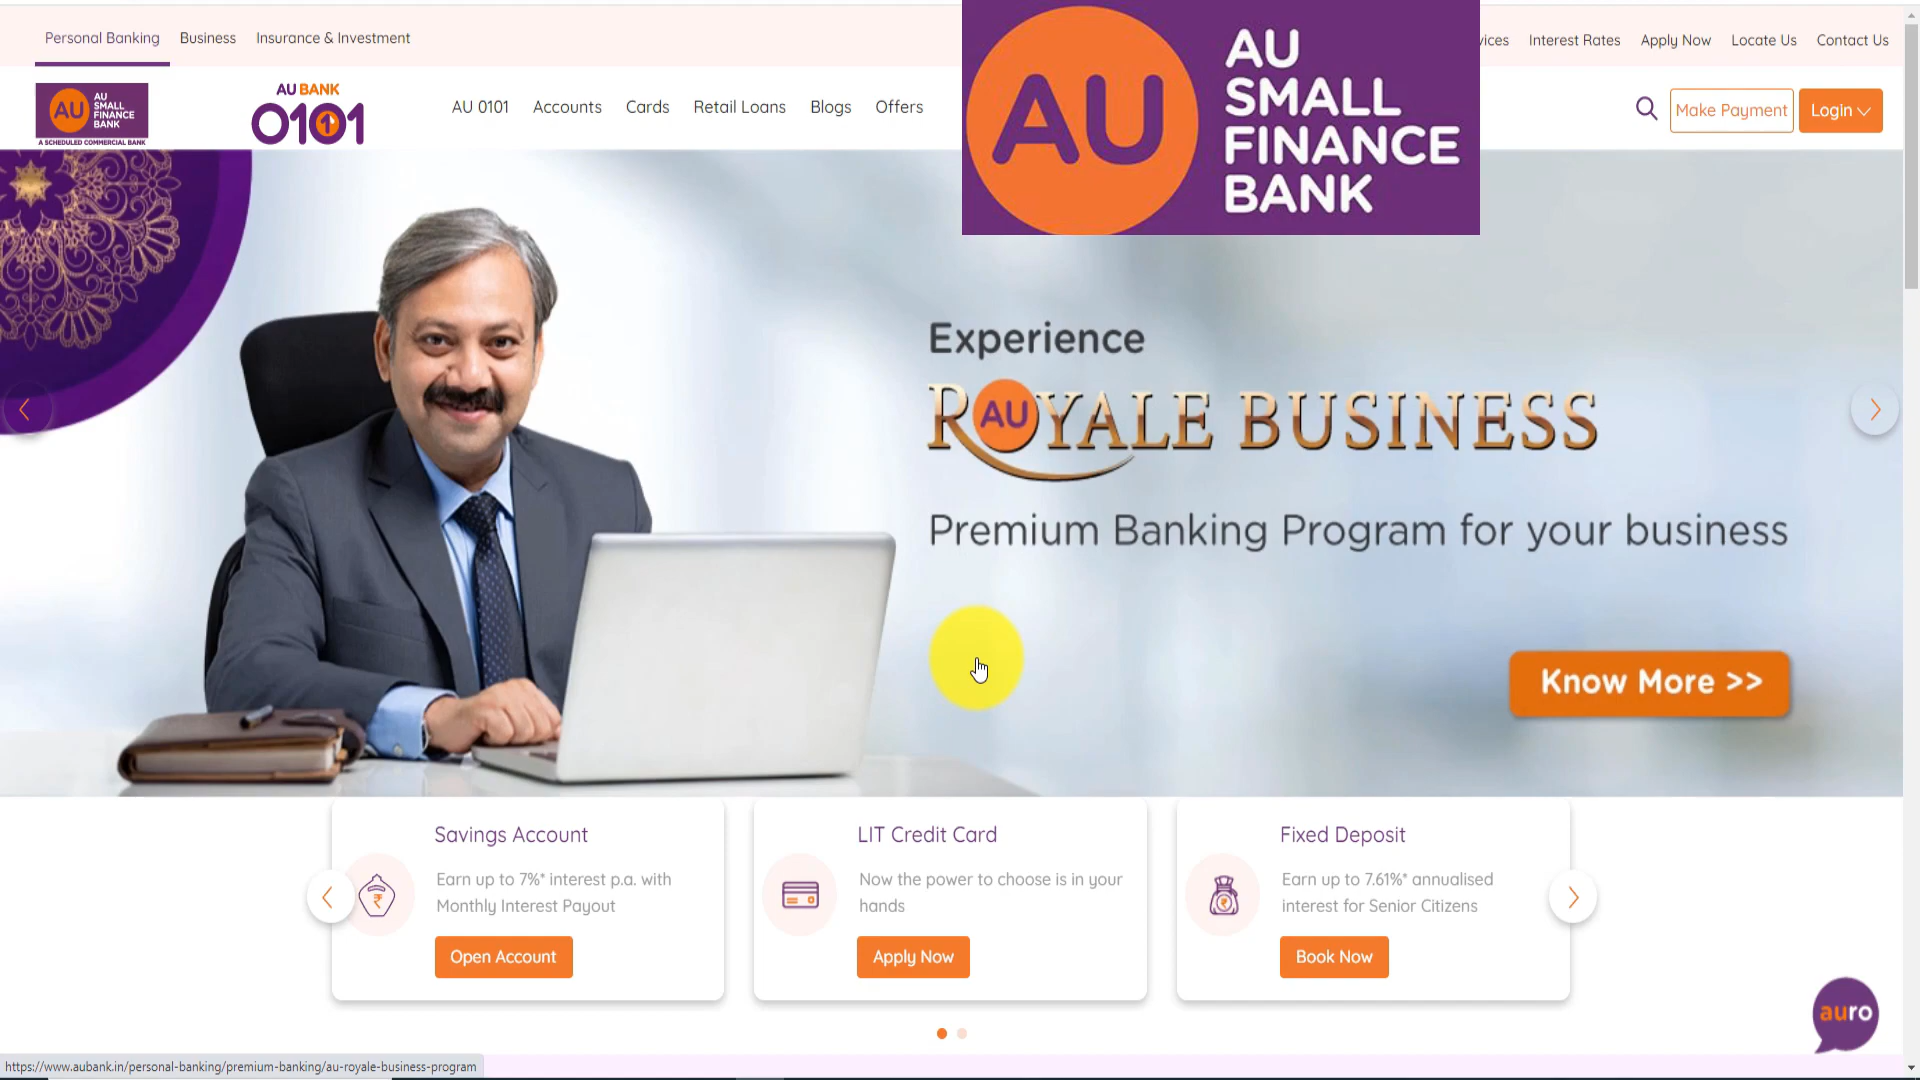 Personal Banking Business Insurance & Investment
Interest Rates Apply Now Locate Us Contact Us
AU
AU
SMALL
FINANCE
BANK
A SCHEDULED COMMERCIAL BANK
AU BANK
0101
AU 0101 Accounts Cards Retail Loans Blogs Offers
AU
AU
SMALL
FINANCE
BANK
Make Payment
Login
Experience
ROYALE BUSINESS
AU
Premium Banking Program for your business
Know More >>
Savings Account
Earn up to 7%* interest p.a. with
Monthly Interest Payout
Open Account
LIT Credit Card
Now the power to choose is in your
hands
Apply Now
Fixed Deposit
Earn up to 7.61%* annualised
interest for Senior Citizens
Book Now
auro
https://www.aubank.in/personal-banking/premium-banking/au-royale-business-program